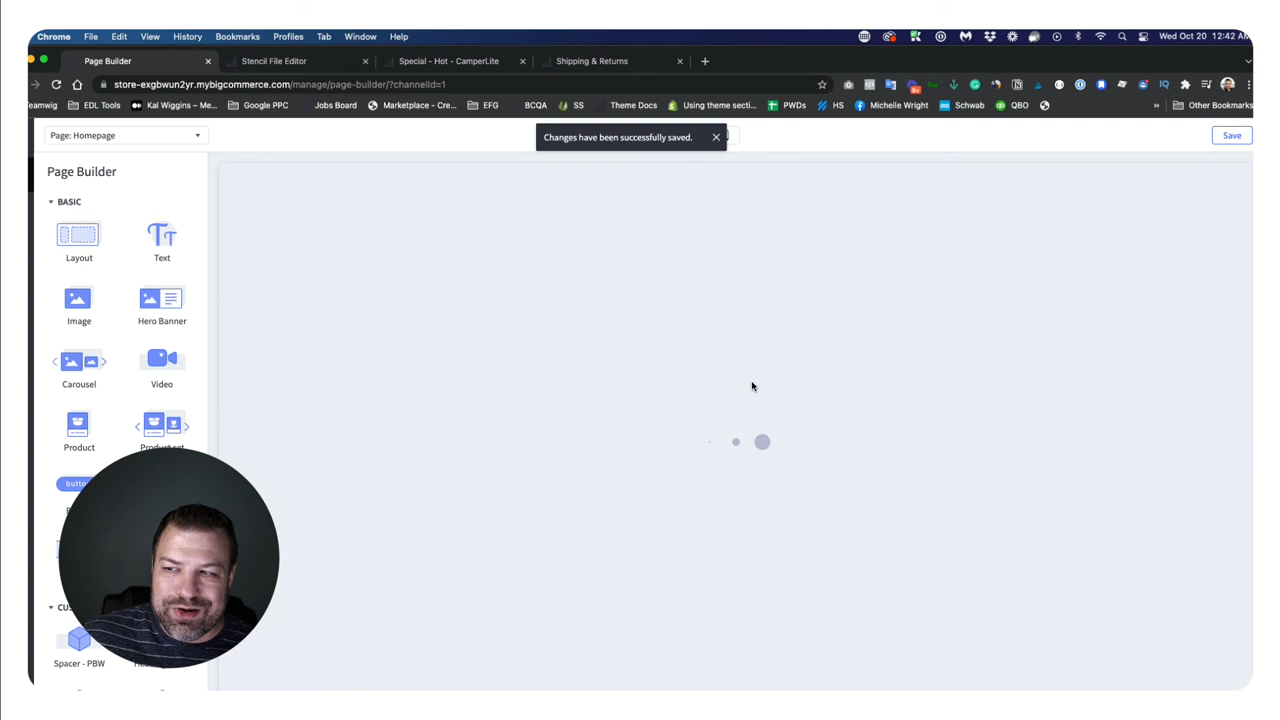 Chrome File Edit View History Bookmarks Profiles Tab Window Help Wed Oct 20 12:42 AM
Page Builder Stencil File Editor Special - Hot - CamperLite Shipping & Returns
store-exgbwun2yr.mybigcommerce.com/manage/page-builder/?channelId=1
Teamwig EDL Tools Kal Wiggins – Me... Google PPC Jobs Board Marketplace - Cre... EFG BCQA SS Theme Docs Using theme secti... PWDs HS Michelle Wright Schwab QBO » Other Bookmarks
Page: Homepage Changes have been successfully saved. Save
Page Builder
BASIC
Layout Text
Image Hero Banner
Carousel Video
Product Product set
Spacer - PBW